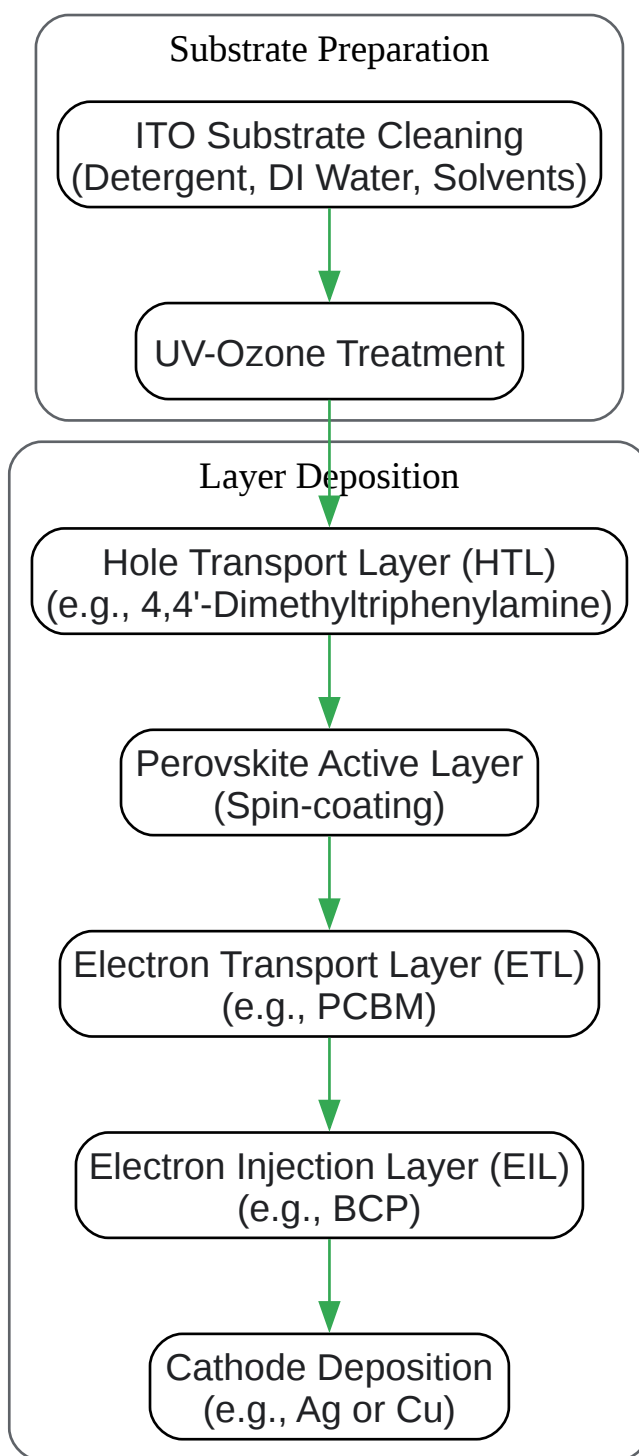 Substrate Preparation
ITO Substrate Cleaning
(Detergent, DI Water, Solvents)
UV-Ozone Treatment
Layer Deposition
Hole Transport Layer (HTL)
(e.g., 4,4'-Dimethyltriphenylamine)
Perovskite Active Layer
(Spin-coating)
Electron Transport Layer (ETL)
(e.g., PCBM)
Electron Injection Layer (EIL)
(e.g., BCP)
Cathode Deposition
(e.g., Ag or Cu)